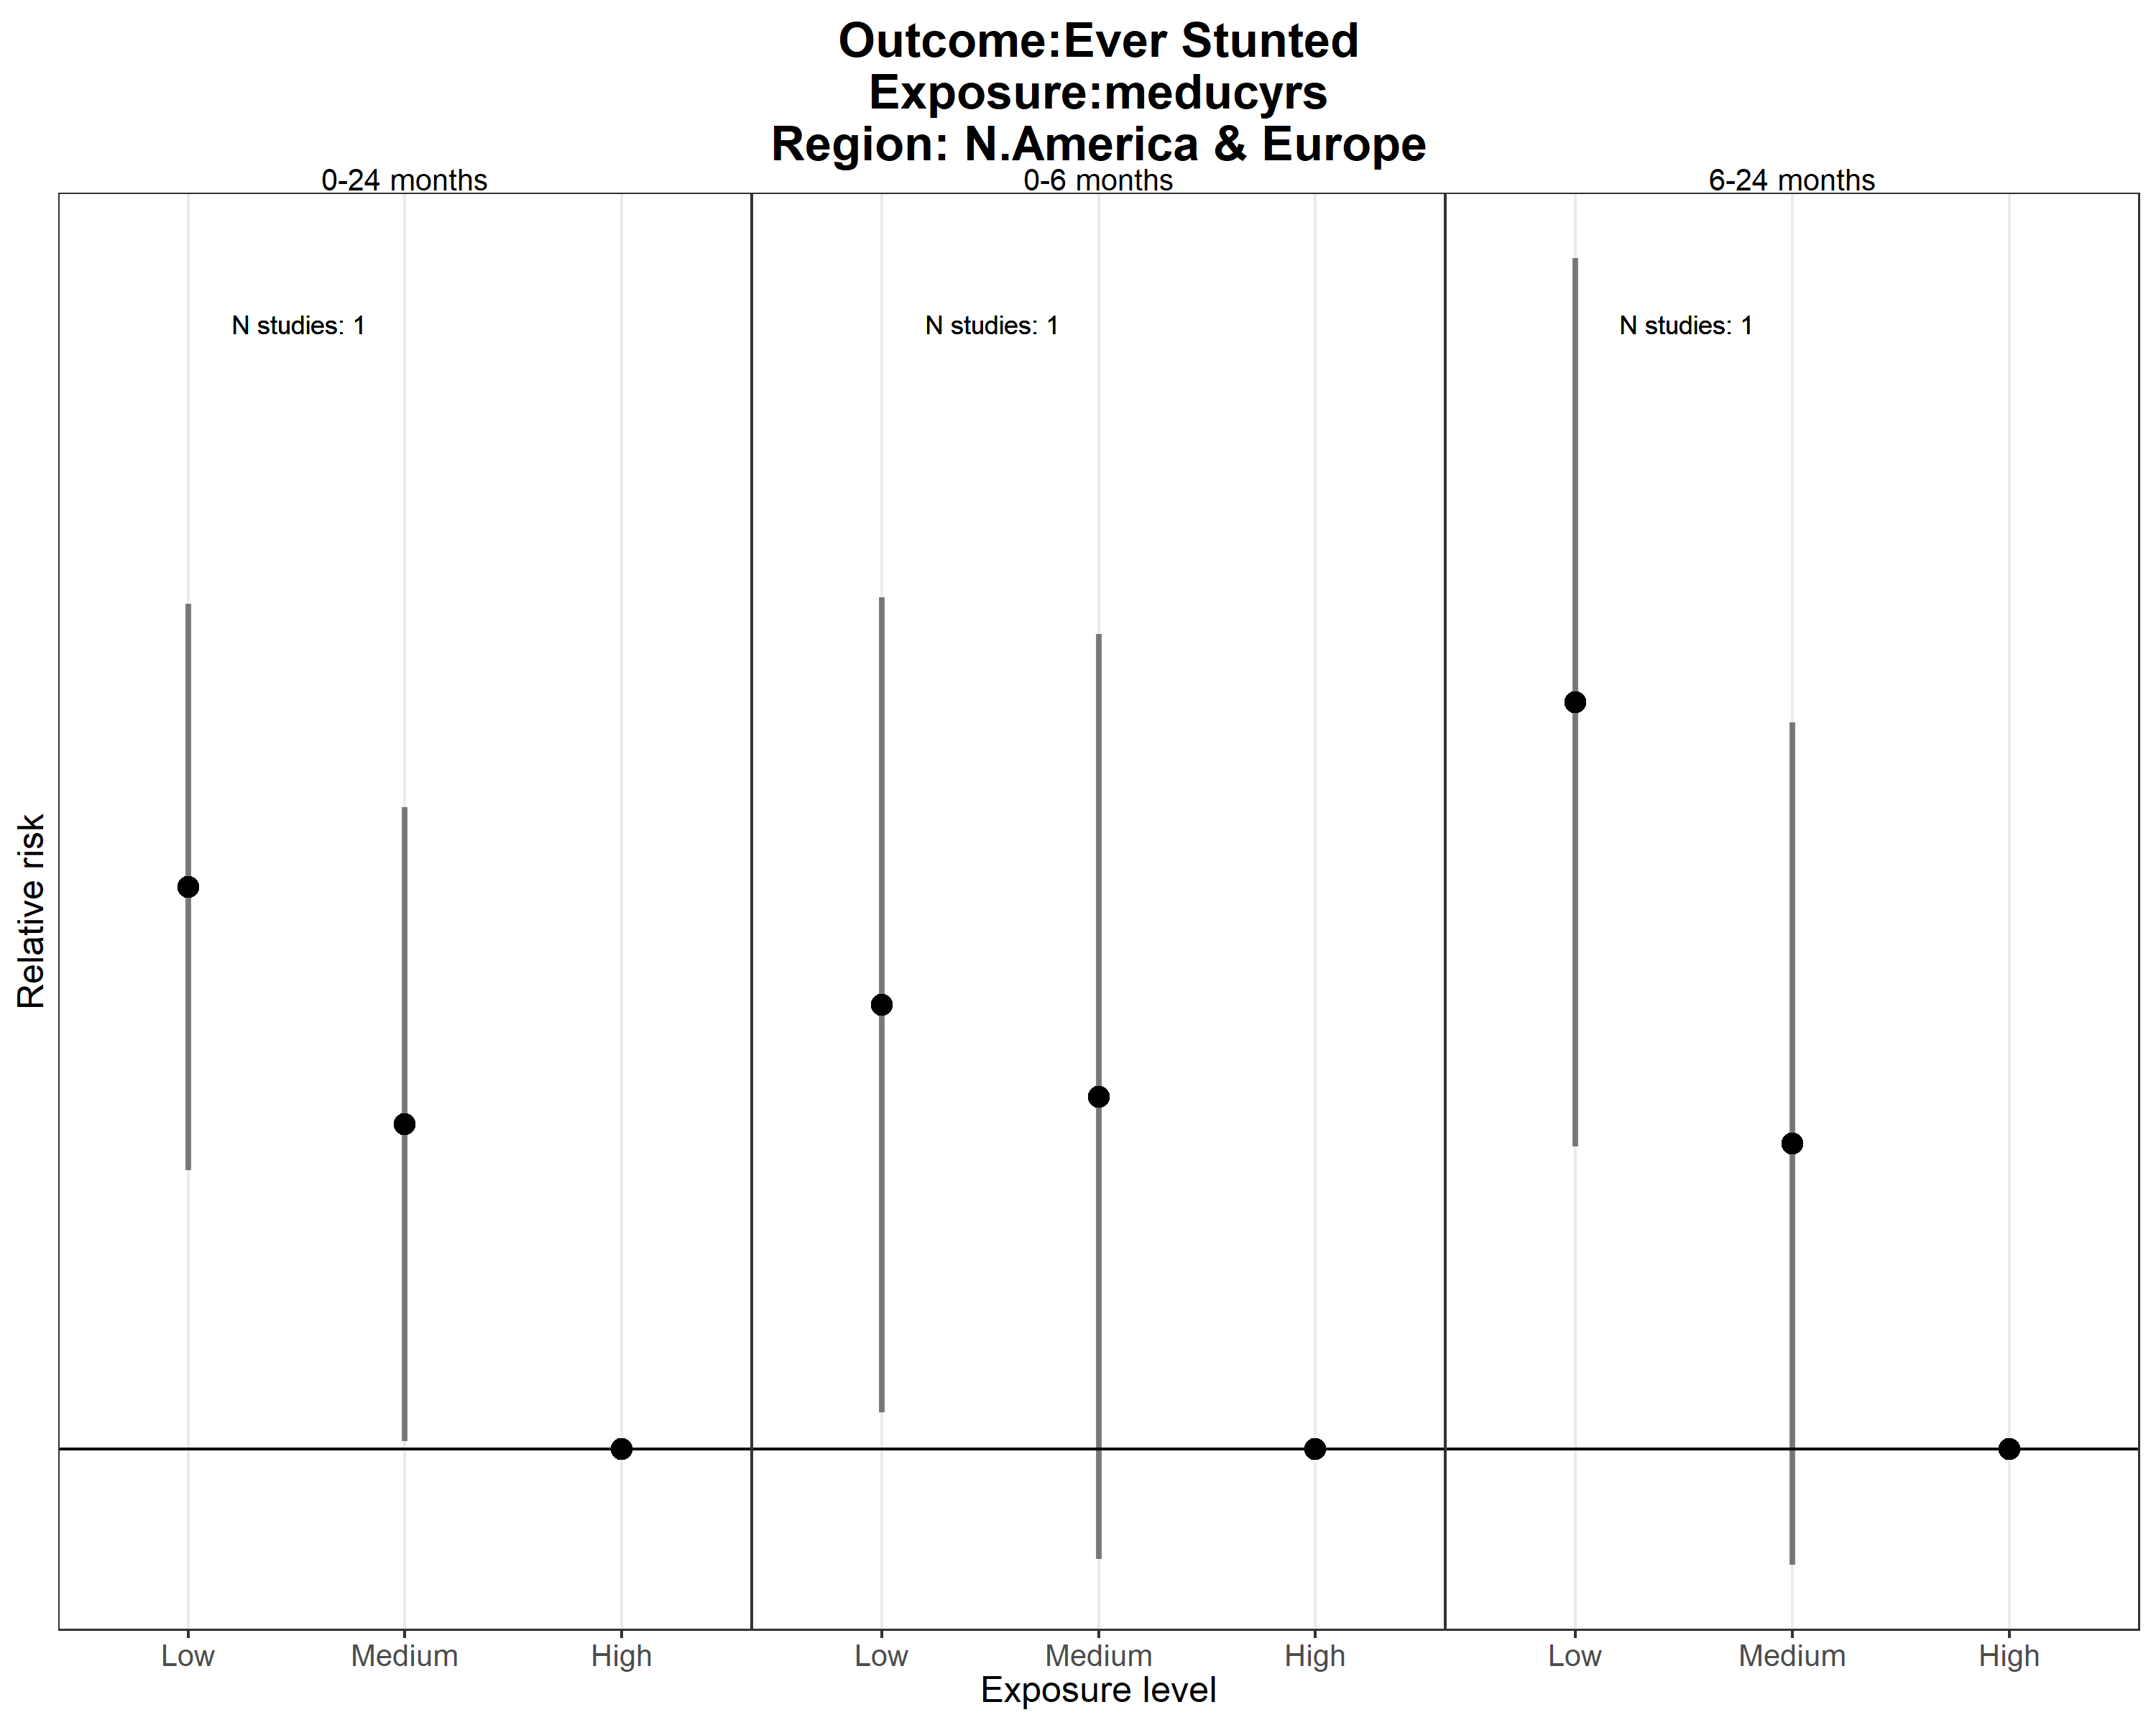 Outcome:Ever Stunted
Exposure:meducyrs
Region: N.America & Europe
0-24 months
0-6 months
6-24 months
N studies: 1
N studies: 1
N studies: 1
Relative risk
Low
Medium
High
Low
Medium
High
Low
Medium
High
Exposure level